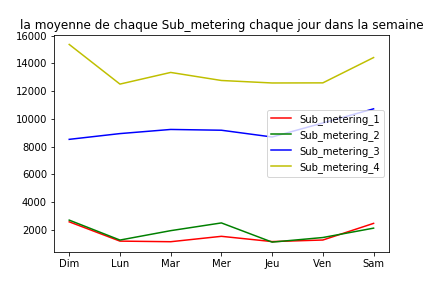 la moyenne de chaque Sub_metering chaque jour dans la semaine
16000
14000
12000
10000
8000
6000
4000
2000
Sub_metering_1
Sub_metering_2
Sub_metering_3
Sub_metering_4
Dim Lun Mar Mer Jeu Ven Sam